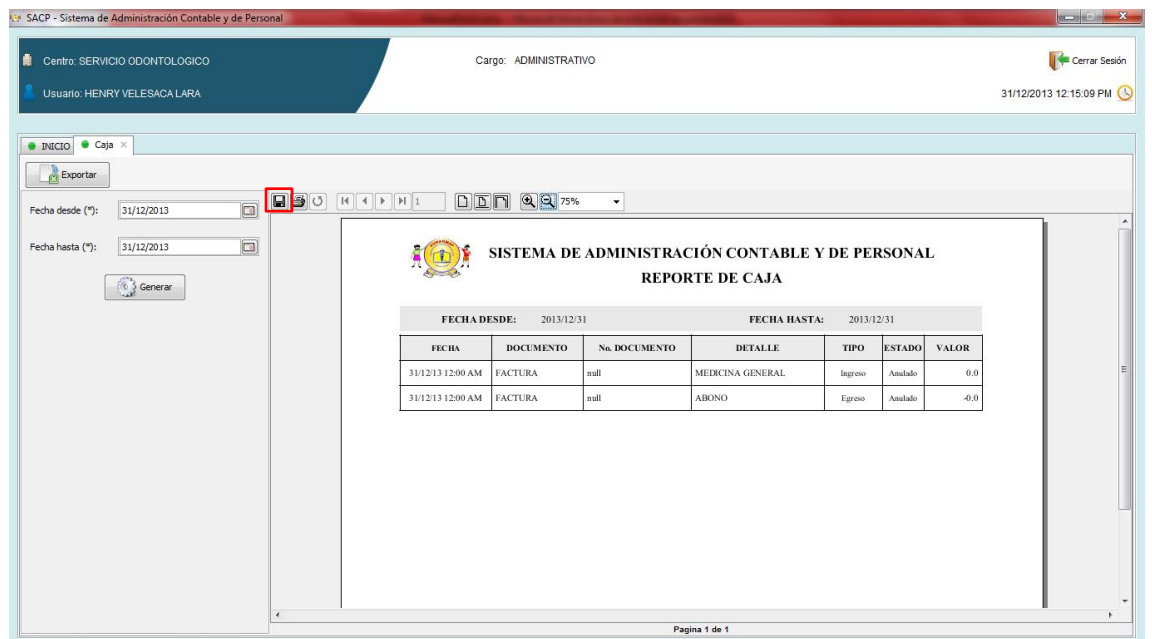 SACP - Sistema de Administración Contable y de Personal
Centro: SERVICIO ODONTOLOGICO
Cargo: ADMINISTRATIVO
Cerrar Sesión
Usuario: HENRY VELESACA LARA
31/12/2013 12:15:09 PM
INICIO
Caja
Exportar
1
75%
Fecha desde (*): 31/12/2013
Fecha hasta (*): 31/12/2013
Generar
SISTEMA DE ADMINISTRACIÓN CONTABLE Y DE PERSONAL
REPORTE DE CAJA
FECHA DESDE: 2013/12/31 FECHA HASTA: 2013/12/31
FECHA DOCUMENTO No. DOCUMENTO DETALLE TIPO ESTADO VALOR
31/12/13 12:00 AM FACTURA null MEDICINA GENERAL Ingreso Anulado 0.0
31/12/13 12:00 AM FACTURA null ABONO Egreso Anulado -0.0
Pagina 1 de 1